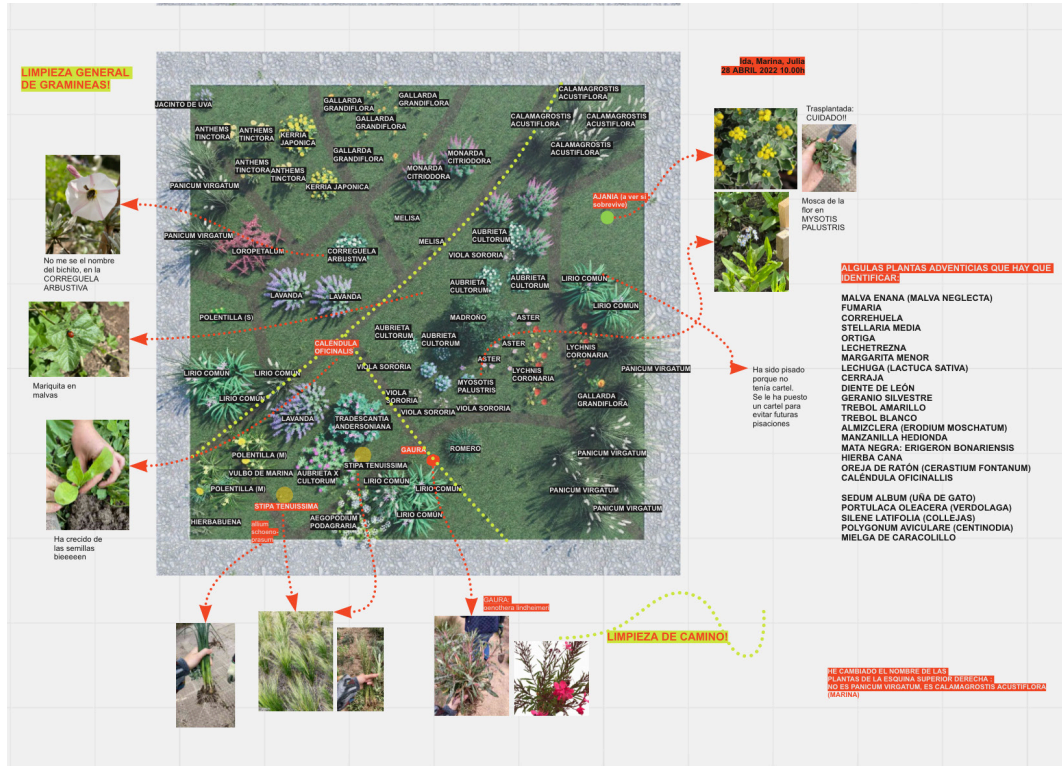 LIMPIEZA GENERAL
DE GRAMINEAS!
Ida, Marina, Julia
28 ABRIL 2022 10.00h
JACINTO DE UVA
GALLARDA
GRANDIFLORA
GALLARDA
GRANDIFLORA
GALLARDA
GRANDIFLORA
CALAMAGROSTIS
ACUSTIFLORA
CALAMAGROSTIS
ACUSTIFLORA
CALAMAGROSTIS
ACUSTIFLORA
CALAMAGROSTIS
ACUSTIFLORA
ANTHEMS
TINCTORA
ANTHEMS
TINCTORA
KERRIA
JAPONICA
GALLARDA
GRANDIFLORA
MONARDA
CITRIODORA
MONARDA
CITRIODORA
ANTHEMS
TINCTORA
ANTHEMS
TINCTORA
KERRIA JAPONICA
PANICUM VIRGATUM
AJANIA (a ver si
sobrevive)
MELISA
MELISA
PANICUM VIRGATUM
LOROPETALUM
CORREGUELA
ARBUSTIVA
AUBRIETA
CULTORUM
VIOLA SORORIA
AUBRIETA
CULTORUM
AUBRIETA
CULTORUM
LIRIO COMÚN
LIRIO COMÚN
LAVANDA
LAVANDA
POLENTILLA (S)
MADROÑO
ASTER
AUBRIETA
CULTORUM
AUBRIETA
CULTORUM
ASTER
ASTER
LYCHNIS
CORONARIA
CALENDULA
OFICINALIS
VIOLA SORORIA
LYCHNIS
CORONARIA
PANICUM VIRGATUM
LIRIO COMÚN
LIRIO COMÚN
LIRIO COMÚN
MYOSOTIS
PALUSTRIS
VIOLA
SORORIA
VIOLA SORORIA
VIOLA SORORIA
GALLARDA
GRANDIFLORA
LAVANDA
TRADESCANTIA
ANDERSONIANA
GAURA
ROMERO
PANICUM VIRGATUM
POLENTILLA (M)
STIPA TENUISSIMA
VULBO DE MARINA
AUBRIETA X
CULTORUM
LIRIO COMÚN
LIRIO COMÚN
POLENTILLA (M)
PANICUM VIRGATUM
STIPA TENUISSIMA
PANICUM VIRGATUM
HIERBABUENA
AEGOPODIUM
PODAGRARIA
LIRIO COMÚN
allium
schoeno-
prasum
No me se el nombre
del bichito, en la
CORREGUELA
ARBUSTIVA
Mariquita en
malvas
Ha crecido de
las semillas
bieeeeen
Trasplantada:
CUIDADO!!
Mosca de la
flor en
MYSOTIS
PALUSTRIS
Ha sido pisado
porque no
tenía cartel.
Se le ha puesto
un cartel para
evitar futuras
pisaciones
ALGULAS PLANTAS ADVENTICIAS QUE HAY QUE
IDENTIFICAR:
MALVA ENANA (MALVA NEGLECTA)
FUMARIA
CORREHUELA
STELLARIA MEDIA
ORTIGA
LECHETREZNA
MARGARITA MENOR
LECHUGA (LACTUCA SATIVA)
CERRAJA
DIENTE DE LEÓN
GERANIO SILVESTRE
TREBOL AMARILLO
TREBOL BLANCO
ALMIZCLERA (ERODIUM MOSCHATUM)
MANZANILLA HEDIONDA
MATA NEGRA: ERIGERON BONARIENSIS
HIERBA CANA
OREJA DE RATÓN (CERASTIUM FONTANUM)
CALÉNDULA OFICINALLIS
SEDUM ALBUM (UÑA DE GATO)
PORTULACA OLEACERA (VERDOLAGA)
SILENE LATIFOLIA (COLLEJAS)
POLYGONUM AVICULARE (CENTINODIA)
MIELGA DE CARACOLILLO
GAURA:
oenothera lindheimeri
LIMPIEZA DE CAMINO!
HE CAMBIADO EL NOMBRE DE LAS
PLANTAS DE LA ESQUINA SUPERIOR DERECHA :
NO ES PANICUM VIRGATUM, ES CALAMAGROSTIS ACUSTIFLORA
(MARINA)